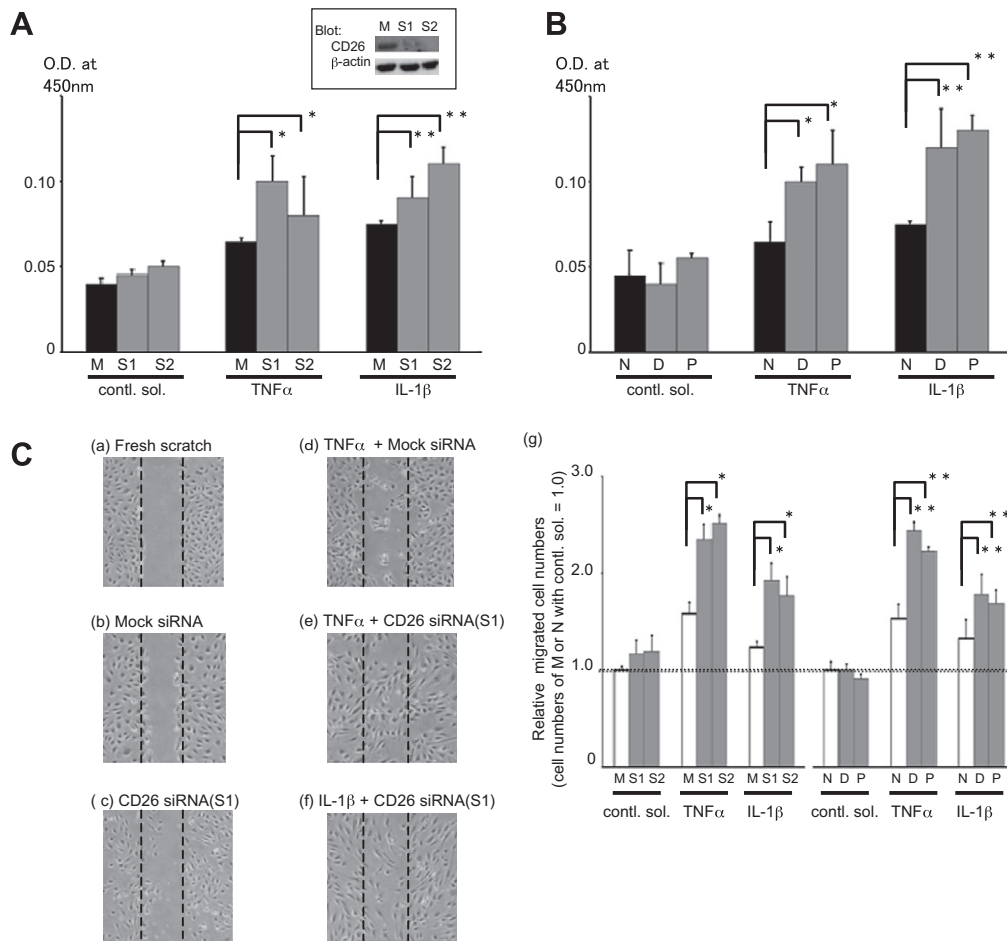 A
Blot:
M S1 S2
CD26
β-actin
O.D. at
450nm
0.10
0.05
0
*
*
* *
* *
M S1 S2
M S1 S2
M S1 S2
contl. sol.
TNFα
IL-1β
B
O.D. at
450nm
0.10
0.05
0
*
*
* *
* *
N D P
N D P
N D P
contl. sol.
TNFα
IL-1β
C
(a) Fresh scratch
(d) TNFα + Mock siRNA
(b) Mock siRNA
(e) TNFα + CD26 siRNA(S1)
( c) CD26 siRNA(S1)
(f) IL-1β + CD26 siRNA(S1)
(g)
Relative migrated cell numbers
(cell numbers of M or N with contl. sol. = 1.0)
3.0
2.0
1.0
0
*
*
*
*
* *
* *
* *
* *
M S1 S2
M S1 S2
M S1 S2
N D P
N D P
N D P
contl. sol.
TNFα
IL-1β
contl. sol.
TNFα
IL-1β